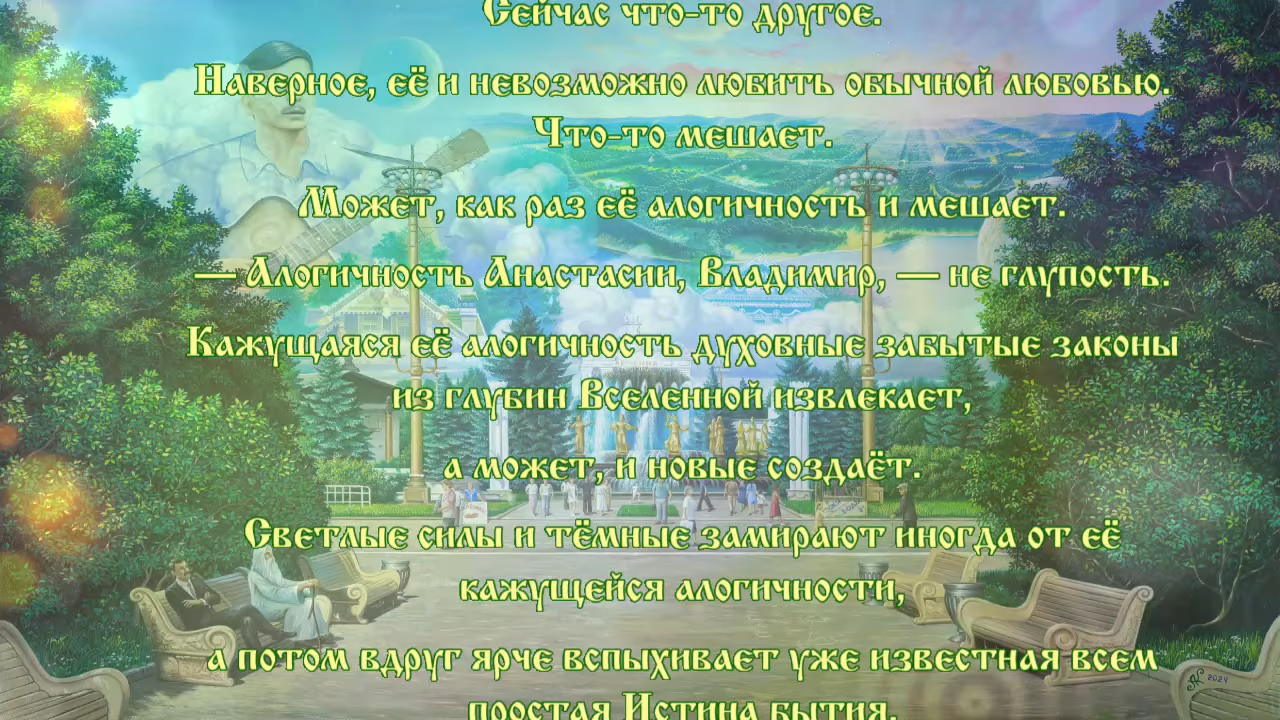 Сейчас что-то другое.
Наверное, её и невозможно любить обычной любовью.
Что-то мешает.
Может, как раз её алогичность и мешает.
— Алогичность Анастасии, Владимир, — не глупость.
Кажущаяся её алогичность духовные забытые законы
из глубин Вселенной извлекает,
а может, и новые создаёт.
Светлые силы и тёмные замирают иногда от её
кажущейся алогичности,
а потом вдруг ярче вспыхивает уже известная всем
простая Истина бытия.
2024